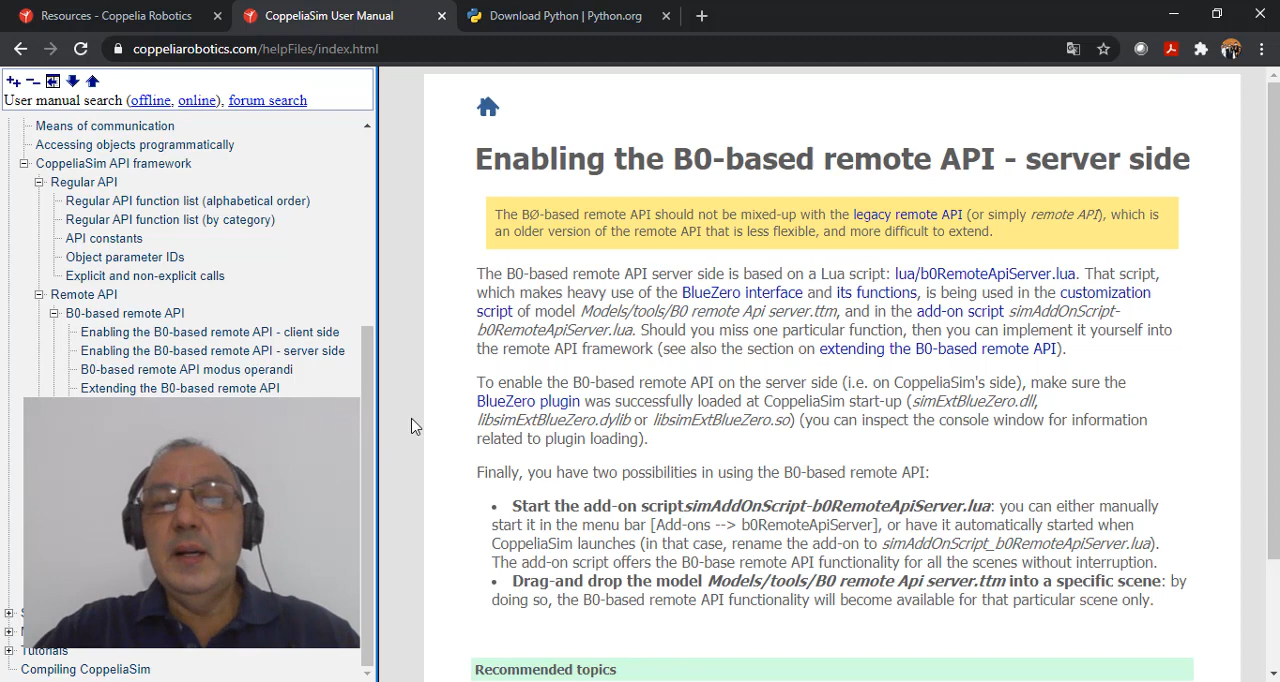 Resources - Coppelia Robotics
CoppeliaSim User Manual
Download Python | Python.org
coppeliarobotics.com/helpFiles/index.html
User manual search (offline, online), forum search
Means of communication
Accessing objects programmatically
CoppeliaSim API framework
Regular API
Regular API function list (alphabetical order)
Regular API function list (by category)
API constants
Object parameter IDs
Explicit and non-explicit calls
Remote API
B0-based remote API
Enabling the B0-based remote API - client side
Enabling the B0-based remote API - server side
B0-based remote API modus operandi
Extending the B0-based remote API
Tutorials
Compiling CoppeliaSim
Enabling the B0-based remote API - server side
The BØ-based remote API should not be mixed-up with the legacy remote API (or simply remote API), which is
an older version of the remote API that is less flexible, and more difficult to extend.
The B0-based remote API server side is based on a Lua script: lua/b0RemoteApiServer.lua. That script,
which makes heavy use of the BlueZero interface and its functions, is being used in the customization
script of model Models/tools/B0 remote Api server.ttm, and in the add-on script simAddOnScript-
b0RemoteApiServer.lua. Should you miss one particular function, then you can implement it yourself into
the remote API framework (see also the section on extending the B0-based remote API).
To enable the B0-based remote API on the server side (i.e. on CoppeliaSim's side), make sure the
BlueZero plugin was successfully loaded at CoppeliaSim start-up (simExtBlueZero.dll,
libsimExtBlueZero.dylib or libsimExtBlueZero.so) (you can inspect the console window for information
related to plugin loading).
Finally, you have two possibilities in using the B0-based remote API:
• Start the add-on scriptsimAddOnScript-b0RemoteApiServer.lua: you can either manually
start it in the menu bar [Add-ons --> b0RemoteApiServer], or have it automatically started when
CoppeliaSim launches (in that case, rename the add-on to simAddOnScript_b0RemoteApiServer.lua).
The add-on script offers the B0-base remote API functionality for all the scenes without interruption.
• Drag-and drop the model Models/tools/B0 remote Api server.ttm into a specific scene: by
doing so, the B0-based remote API functionality will become available for that particular scene only.
Recommended topics